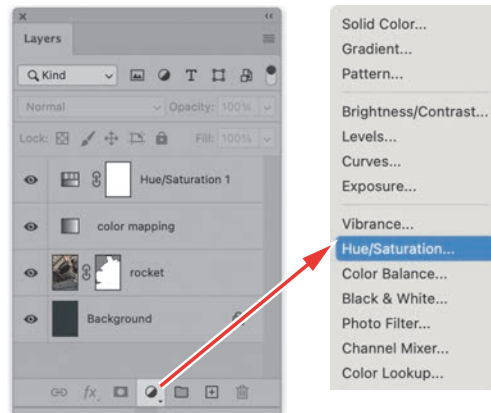 Layers
Kind
Normal
Opacity: 100%
Lock:
Fill: 100%
Hue/Saturation 1
color mapping
rocket
Background
fx
Solid Color...
Gradient...
Pattern...
Brightness/Contrast...
Levels...
Curves...
Exposure...
Vibrance...
Hue/Saturation...
Color Balance...
Black & White...
Photo Filter...
Channel Mixer...
Color Lookup...